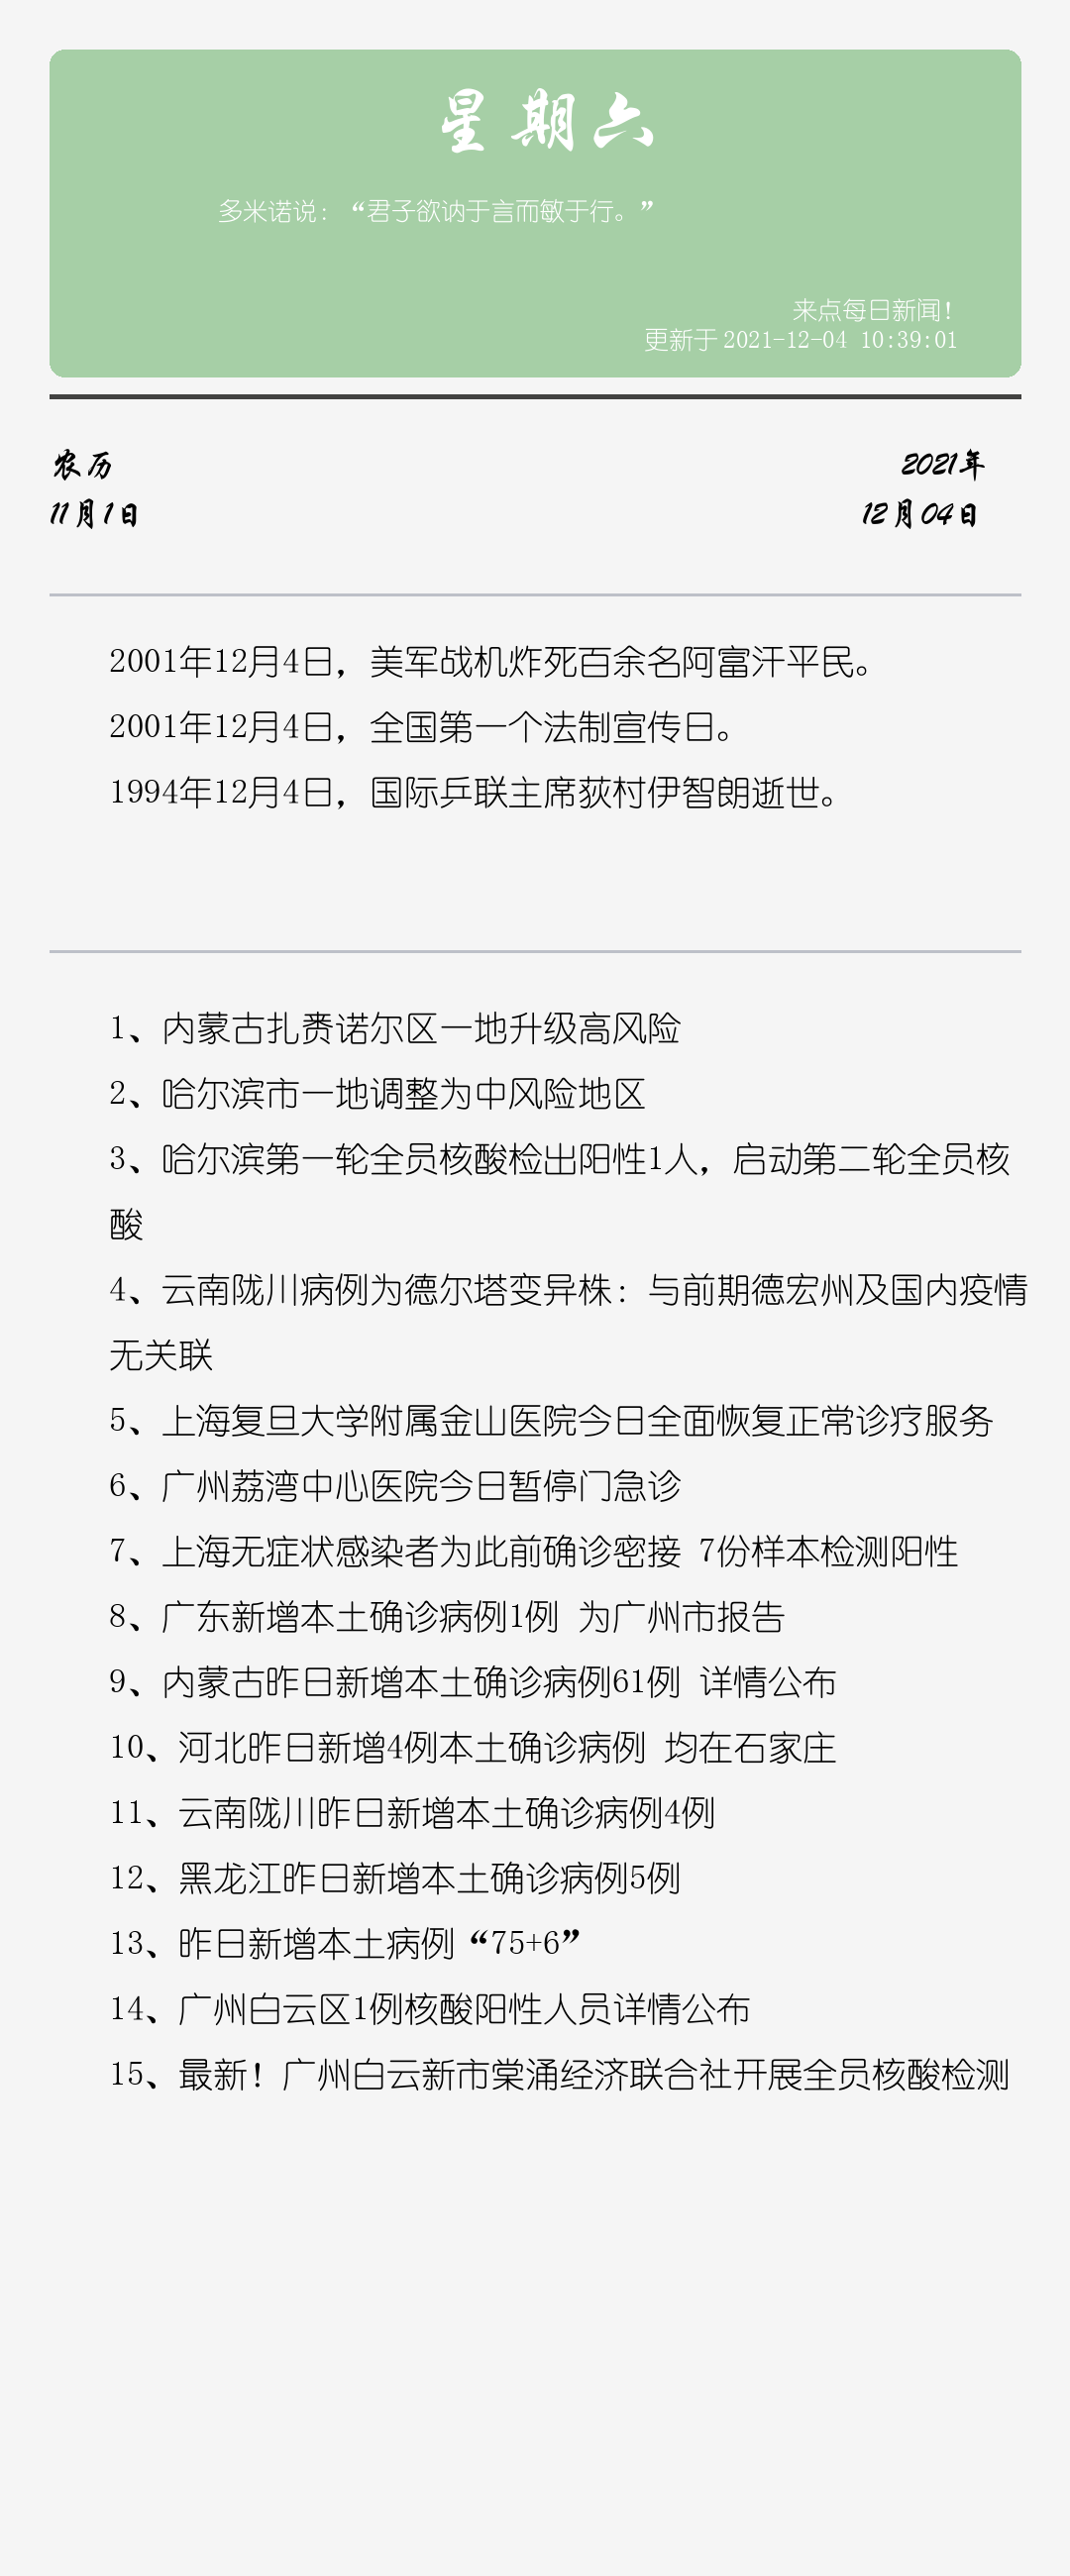 星期六
多米诺说：“君子欲讷于言而敏于行。”
来点每日新闻！
更新于2021-12-04 10:39:01
农历
2021年
11月1日
12月04日
2001年12月4日，美军战机炸死百余名阿富汗平民。
2001年12月4日，全国第一个法制宣传日。
1994年12月4日，国际乒联主席荻村伊智朗逝世。
1、内蒙古扎赉诺尔区一地升级高风险
2、哈尔滨市一地调整为中风险地区
3、哈尔滨第一轮全员核酸检出阳性1人，启动第二轮全员核
酸
4、云南陇川病例为德尔塔变异株：与前期德宏州及国内疫情
无关联
5、上海复旦大学附属金山医院今日全面恢复正常诊疗服务
6、广州荔湾中心医院今日暂停门急诊
7、上海无症状感染者为此前确诊密接 7份样本检测阳性
8、广东新增本土确诊病例1例 为广州市报告
9、内蒙古昨日新增本土确诊病例61例 详情公布
10、河北昨日新增4例本土确诊病例 均在石家庄
11、云南陇川昨日新增本土确诊病例4例
12、黑龙江昨日新增本土确诊病例5例
13、昨日新增本土病例“75+6”
14、广州白云区1例核酸阳性人员详情公布
15、最新！广州白云新市棠涌经济联合社开展全员核酸检测